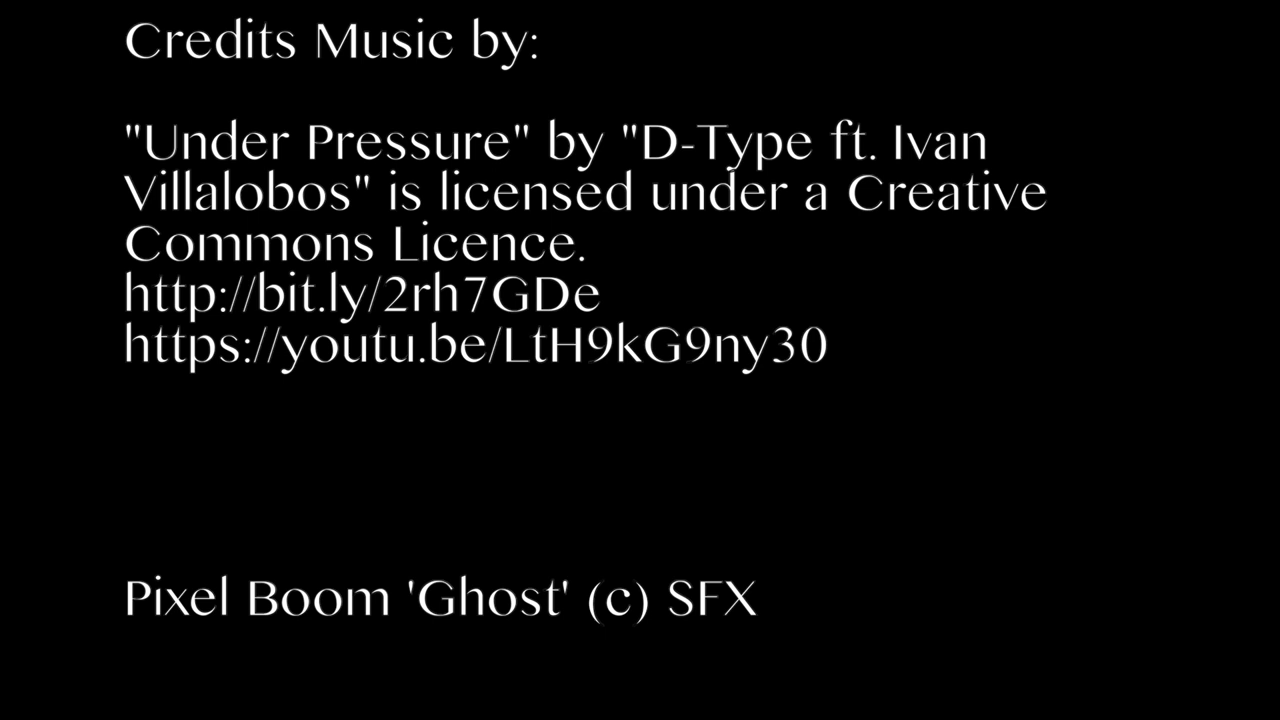 Credits Music by:
"Under Pressure" by "D-Type ft. Ivan
Villalobos" is licensed under a Creative
Commons Licence.
http://bit.ly/2rh7GDe
https://youtu.be/LtH9kG9ny30
Pixel Boom 'Ghost' (c) SFX